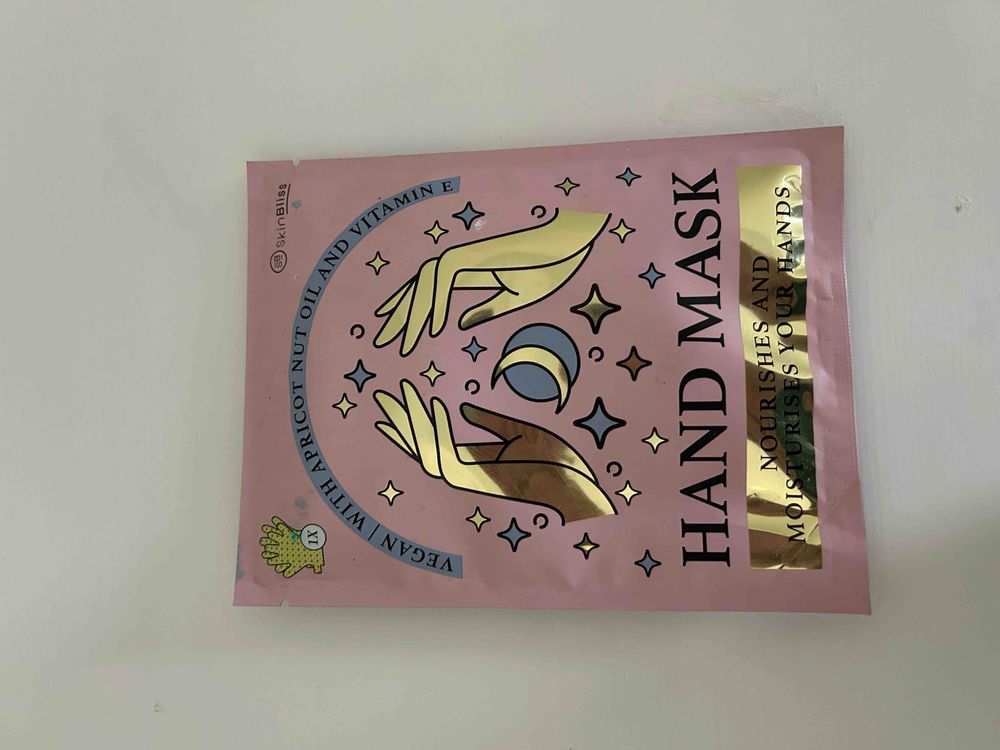 SkinBliss
VEGAN | WITH APRICOT NUT OIL AND VITAMIN E
1X
HAND MASK
NOURISHES AND
MOISTURISES YOUR HANDS